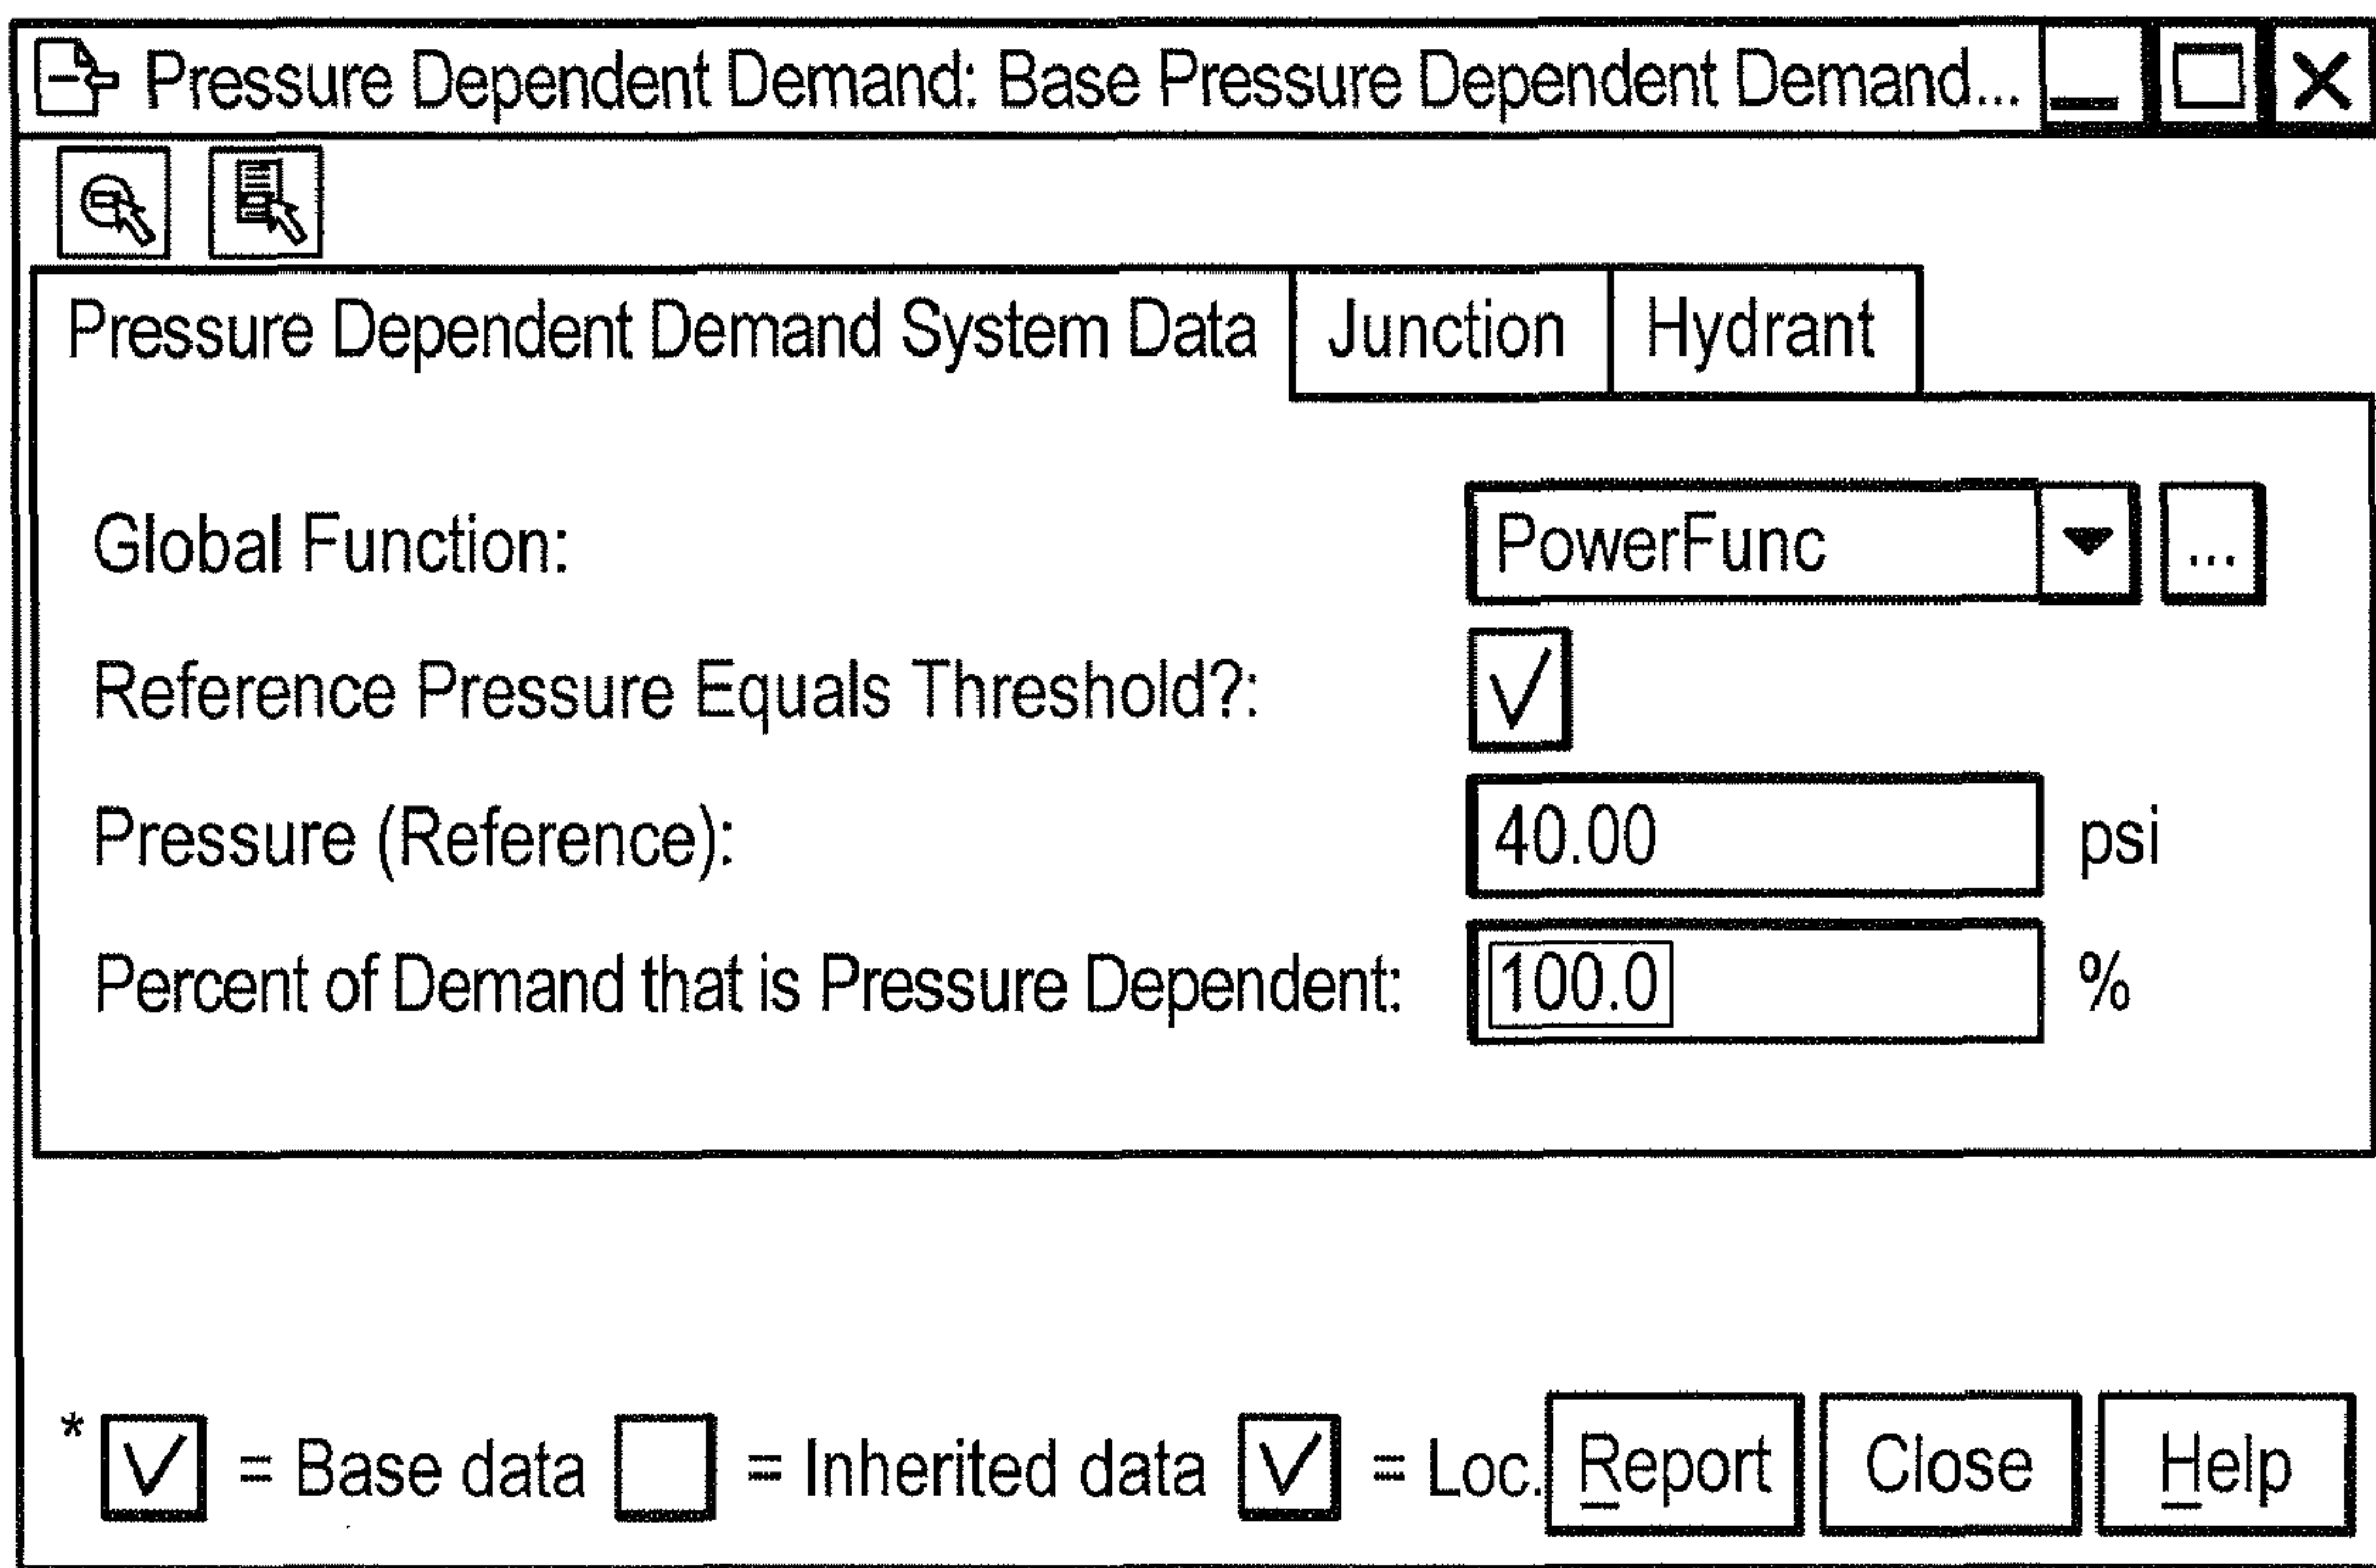 Pressure Dependent Demand: Base Pressure Dependent Demand...
Pressure Dependent Demand System Data Junction Hydrant
Global Function: PowerFunc ...
Reference Pressure Equals Threshold?:
Pressure (Reference): 40.00 psi
Percent of Demand that is Pressure Dependent: 100.0 %
* = Base data = Inherited data = Loc. Report Close Help